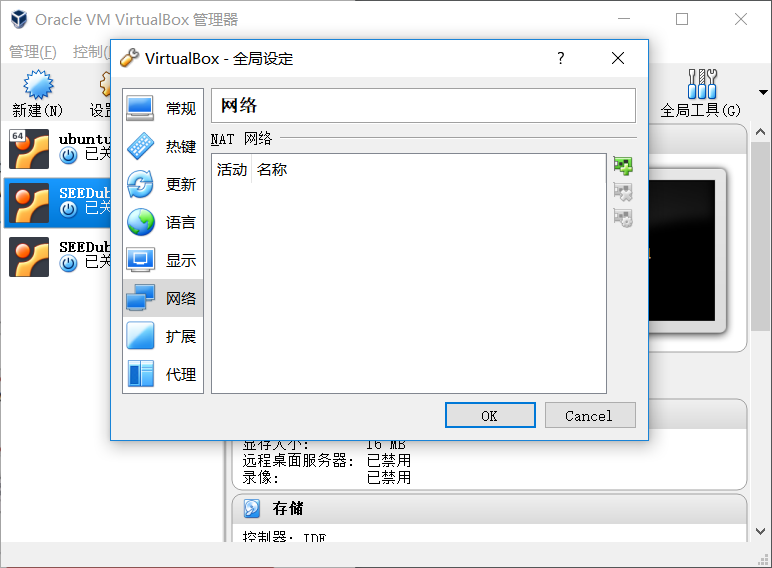 Oracle VM VirtualBox 管理器
管理(F) 控制(
新建(N) 设置 全局工具(G)
64
ubuntu
已关
SEEDub
已关
SEEDub
已关
VirtualBox - 全局设定
?
常规
热键
更新
语言
显示
网络
扩展
代理
网络
NAT 网络
活动 名称
OK Cancel
显存大小: 16 MB
远程桌面服务器: 已禁用
录像: 已禁用
存储
控制器: IDE